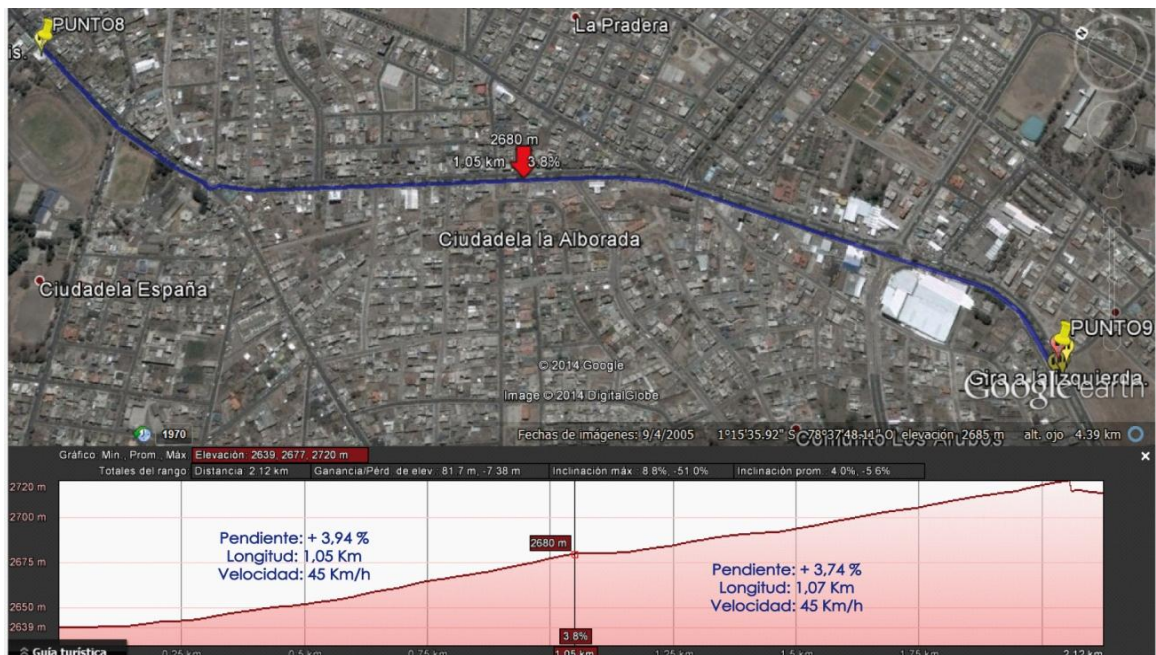 PUNTO8
La Pradera
is.
2680 m
1.05 km 3.8%
Ciudadela la Alborada
Ciudadela España
PUNTO9
© 2014 Google
Gira a la izquierda.
Google earth
Image © 2014 DigitalGlobe
1970
Fechas de imágenes: 9/4/2005 1°15'35.92" S -78°37'48.11" O elevación 2685 m alt. ojo 4.39 km
Gráfico: Mín., Prom., Máx. Elevación: 2639, 2677, 2720 m
Totales del rango: Distancia: 2.12 km Ganancia/Pérd. de elev.: 81.7 m, -7.38 m Inclinación máx.: 8.8%, -51.0% Inclinación prom.: 4.0%, -5.6%
2720 m
2700 m
Pendiente: + 3,94 %
Longitud: 1,05 Km
Velocidad: 45 Km/h
2680 m
2675 m
Pendiente: + 3,74 %
Longitud: 1,07 Km
Velocidad: 45 Km/h
2650 m
2639 m
3.8%
Guía turística 0.25 km 0.5 km 0.75 km 1.05 km 1.25 km 1.5 km 1.75 km 2.12 km